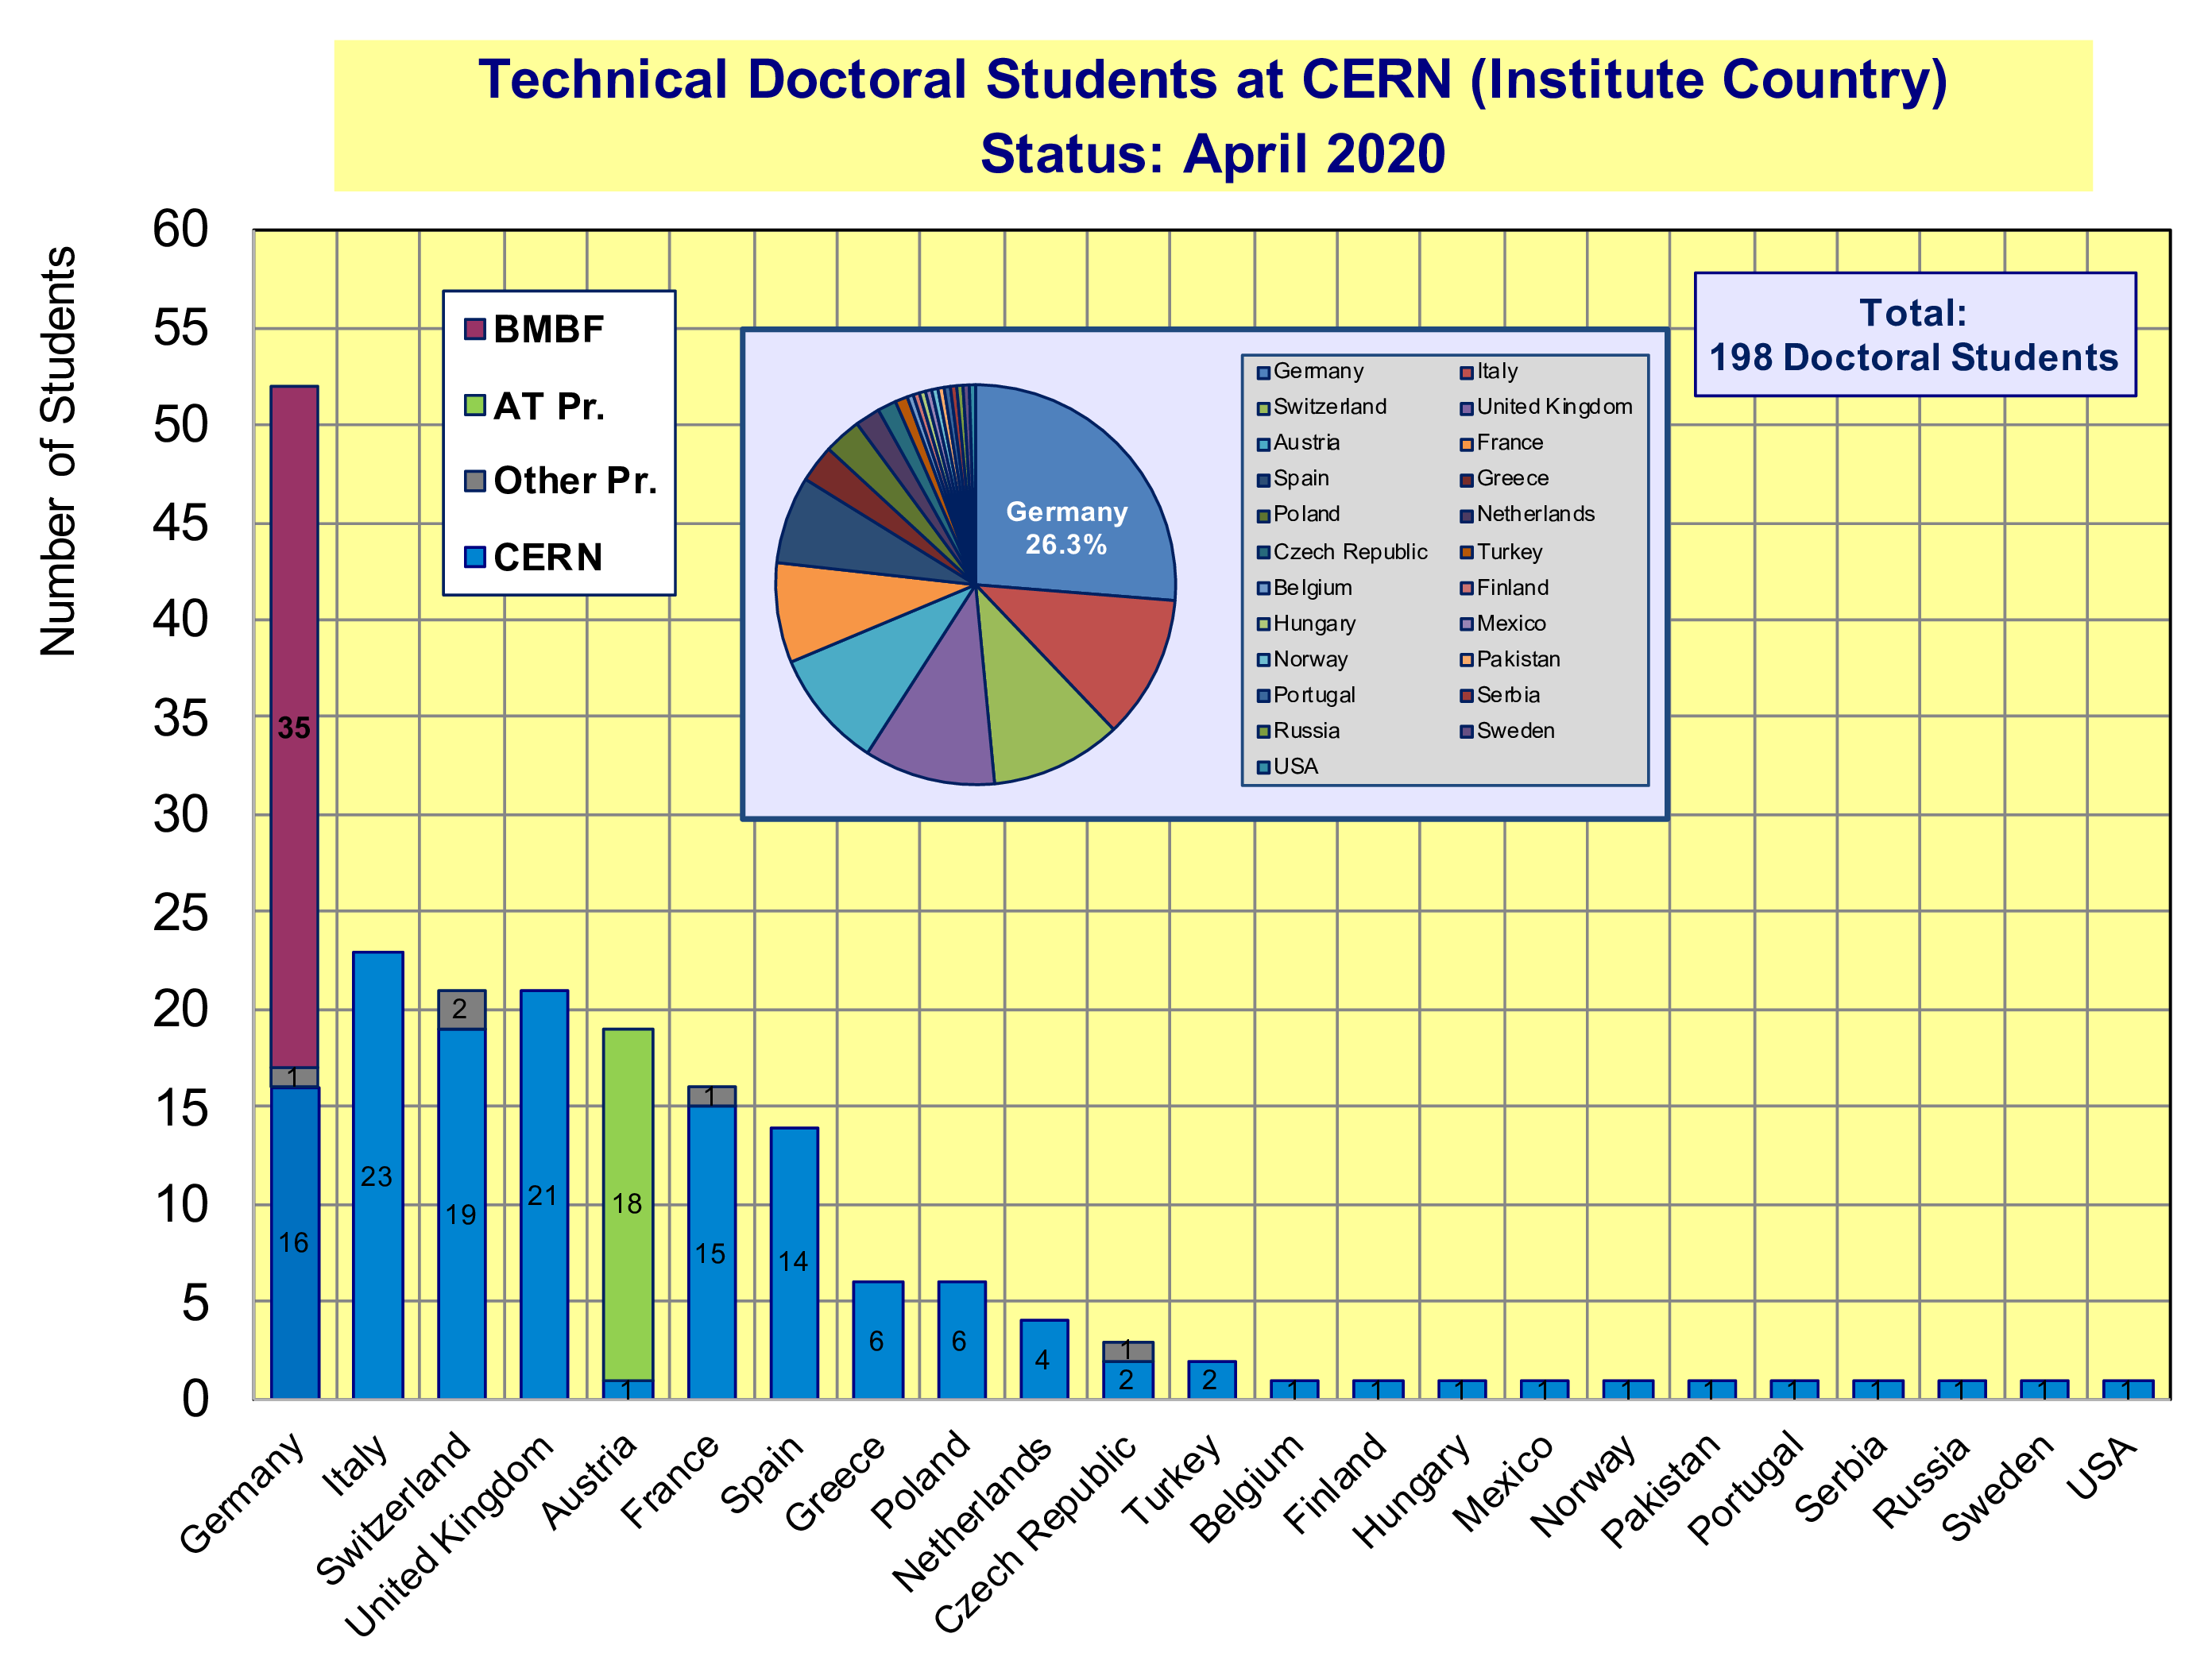 Technical Doctoral Students at CERN (Institute Country)
Status: April 2020
Number of Students
60
55
50
45
40
35
30
25
20
15
10
5
0
BMBF
AT Pr.
Other Pr.
CERN
Germany
26.3%
Germany
Italy
Switzerland
United Kingdom
Austria
France
Spain
Greece
Poland
Netherlands
Czech Republic
Turkey
Belgium
Finland
Hungary
Mexico
Norway
Pakistan
Portugal
Serbia
Russia
Sweden
USA
Total:
198 Doctoral Students
35
1
16
23
2
19
21
18
1
1
15
14
6
6
4
1
2
2
1
1
1
1
1
1
1
1
1
1
1
Germany
Italy
Switzerland
United Kingdom
Austria
France
Spain
Greece
Poland
Netherlands
Czech Republic
Turkey
Belgium
Finland
Hungary
Mexico
Norway
Pakistan
Portugal
Serbia
Russia
Sweden
USA